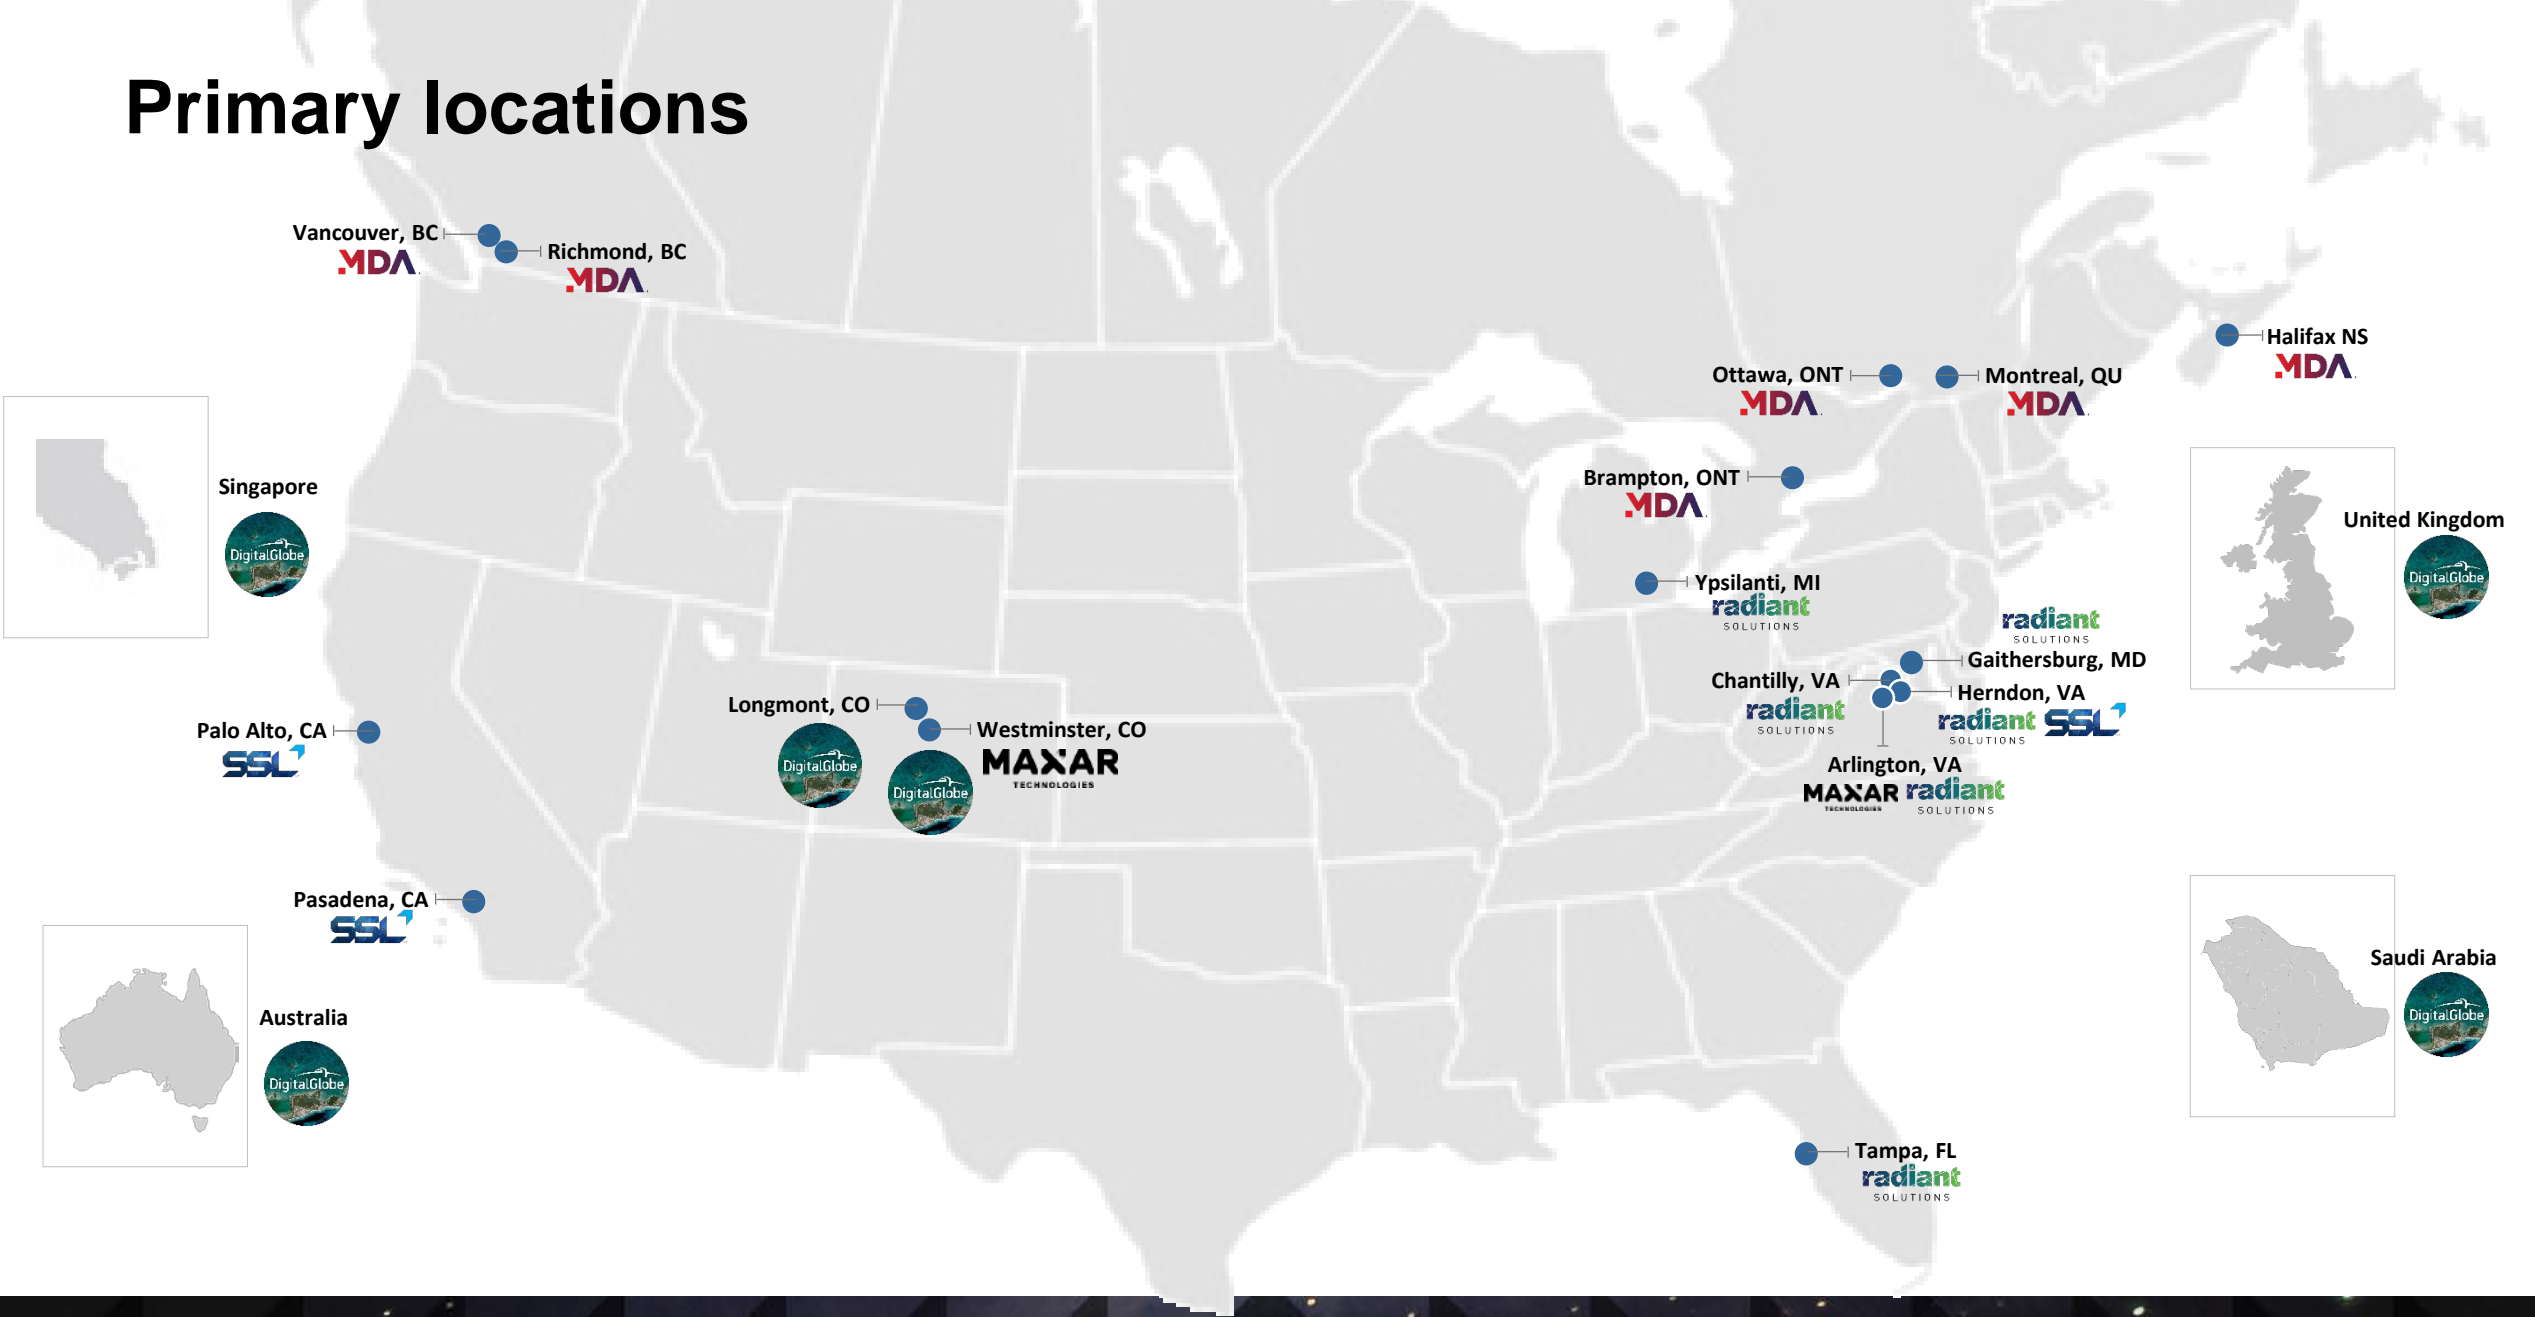 Primary locations
Vancouver, BC
MDA
Richmond, BC
MDA
Halifax NS
MDA
Ottawa, ONT
MDA
Montreal, QU
MDA
Brampton, ONT
MDA
Singapore
DigitalGlobe
United Kingdom
DigitalGlobe
Ypsilanti, MI
radiant
SOLUTIONS
radiant
SOLUTIONS
Gaithersburg, MD
Chantilly, VA
radiant
SOLUTIONS
Herndon, VA
radiant
SOLUTIONS
SSL
Arlington, VA
MAXAR
TECHNOLOGIES
radiant
SOLUTIONS
Longmont, CO
DigitalGlobe
Westminster, CO
DigitalGlobe
MAXAR
TECHNOLOGIES
Palo Alto, CA
SSL
Pasadena, CA
SSL
Australia
DigitalGlobe
Saudi Arabia
DigitalGlobe
Tampa, FL
radiant
SOLUTIONS